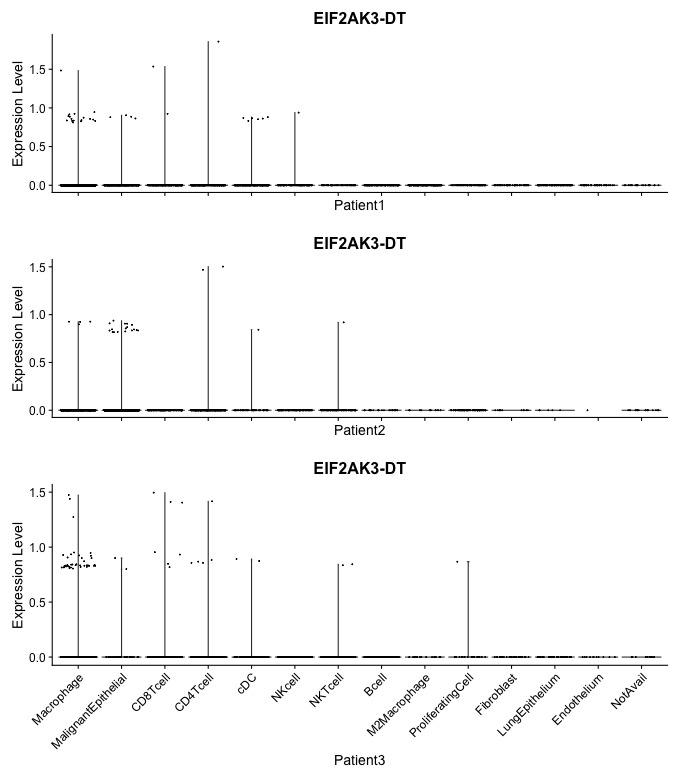 EIF2AK3-DT
Expression Level
1.5
1.0
0.5
0.0
Patient1
EIF2AK3-DT
Expression Level
1.5
1.0
0.5
0.0
Patient2
EIF2AK3-DT
Expression Level
1.5
1.0
0.5
0.0
Macrophage
MalignantEpithelial
CD8Tcell
CD4Tcell
cDC
NKcell
NKTcell
Bcell
M2Macrophage
ProliferatingCell
Fibroblast
LungEpithelium
Endothelium
NotAvail
Patient3